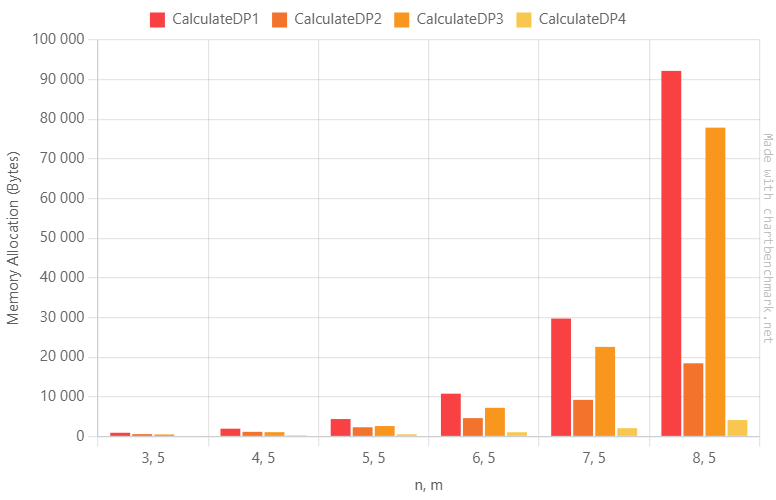 CalculateDP1 CalculateDP2 CalculateDP3 CalculateDP4
100 000
90 000
80 000
70 000
60 000
50 000
40 000
30 000
20 000
10 000
0
Memory Allocation (Bytes)
3, 5 4, 5 5, 5 6, 5 7, 5 8, 5
n, m
Made with chartbenchmark.net